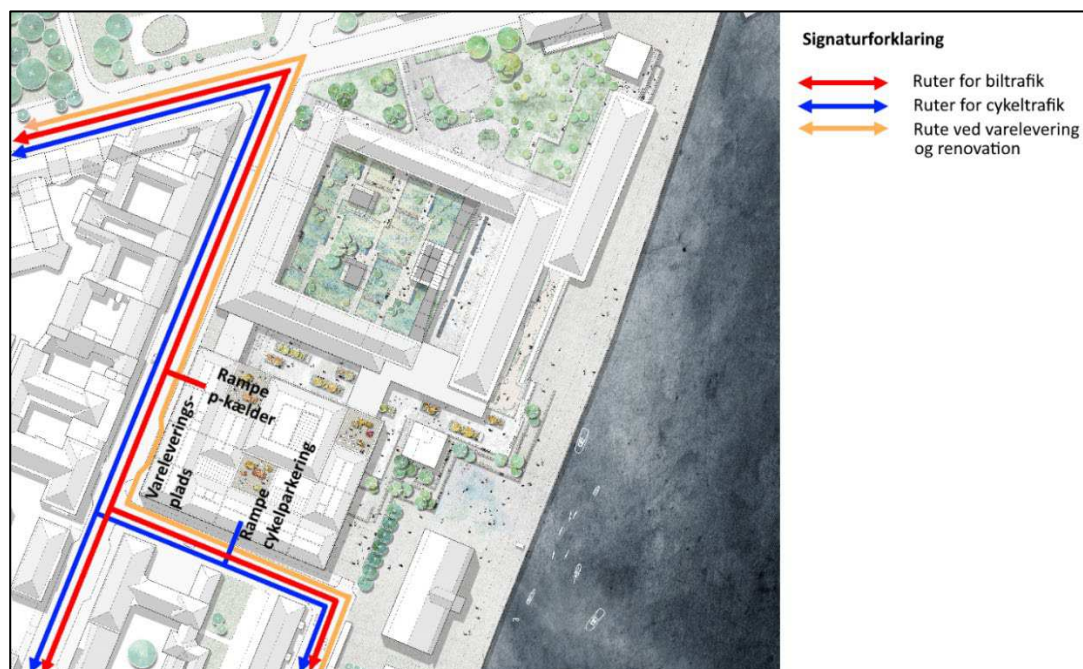 Signaturforklaring
Ruter for biltrafik
Ruter for cykeltrafik
Rute ved varelevering
og renovation
Rampe
p-kælder
Vareleverings-
plads
Rampe
cykelparkering